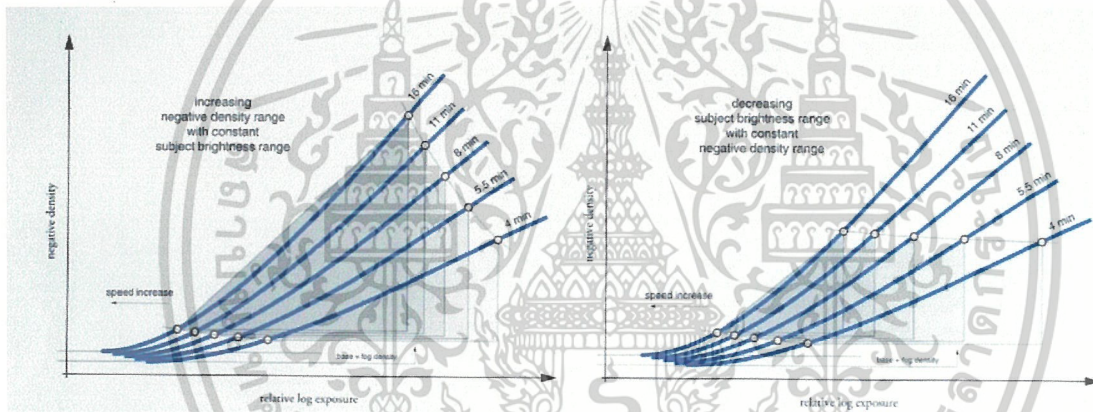 increasing
negative density range
with constant
subject brightness range
16 min
11 min
8 min
5.5 min
4 min
negative density
speed increase
base + fog density
relative log exposure
decreasing
subject brightness range
with constant
negative density range
16 min
11 min
8 min
5.5 min
4 min
negative density
speed increase
base + fog density
relative log exposure